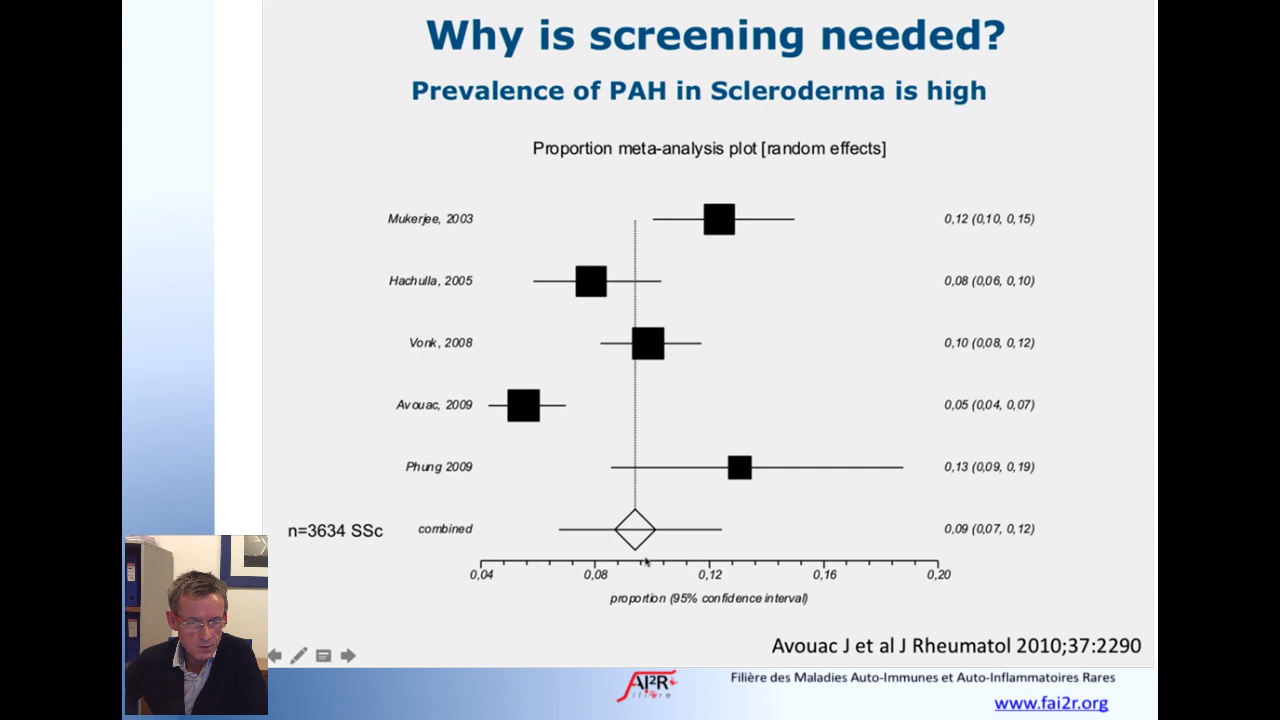 Why is screening needed?
Prevalence of PAH in Scleroderma is high
Proportion meta-analysis plot [random effects]
Mukerjee, 2003 0,12 (0,10, 0,15)
Hachulla, 2005 0,08 (0,06, 0,10)
Vonk, 2008 0,10 (0,08, 0,12)
Avouac, 2009 0,05 (0,04, 0,07)
Phung 2009 0,13 (0,09, 0,19)
n=3634 SSc combined 0,09 (0,07, 0,12)
0,04 0,08 0,12 0,16 0,20
proportion (95% confidence interval)
Avouac J et al J Rheumatol 2010;37:2290
FAI2R
filière
Filière des Maladies Auto-Immunes et Auto-Inflammatoires Rares
www.fai2r.org